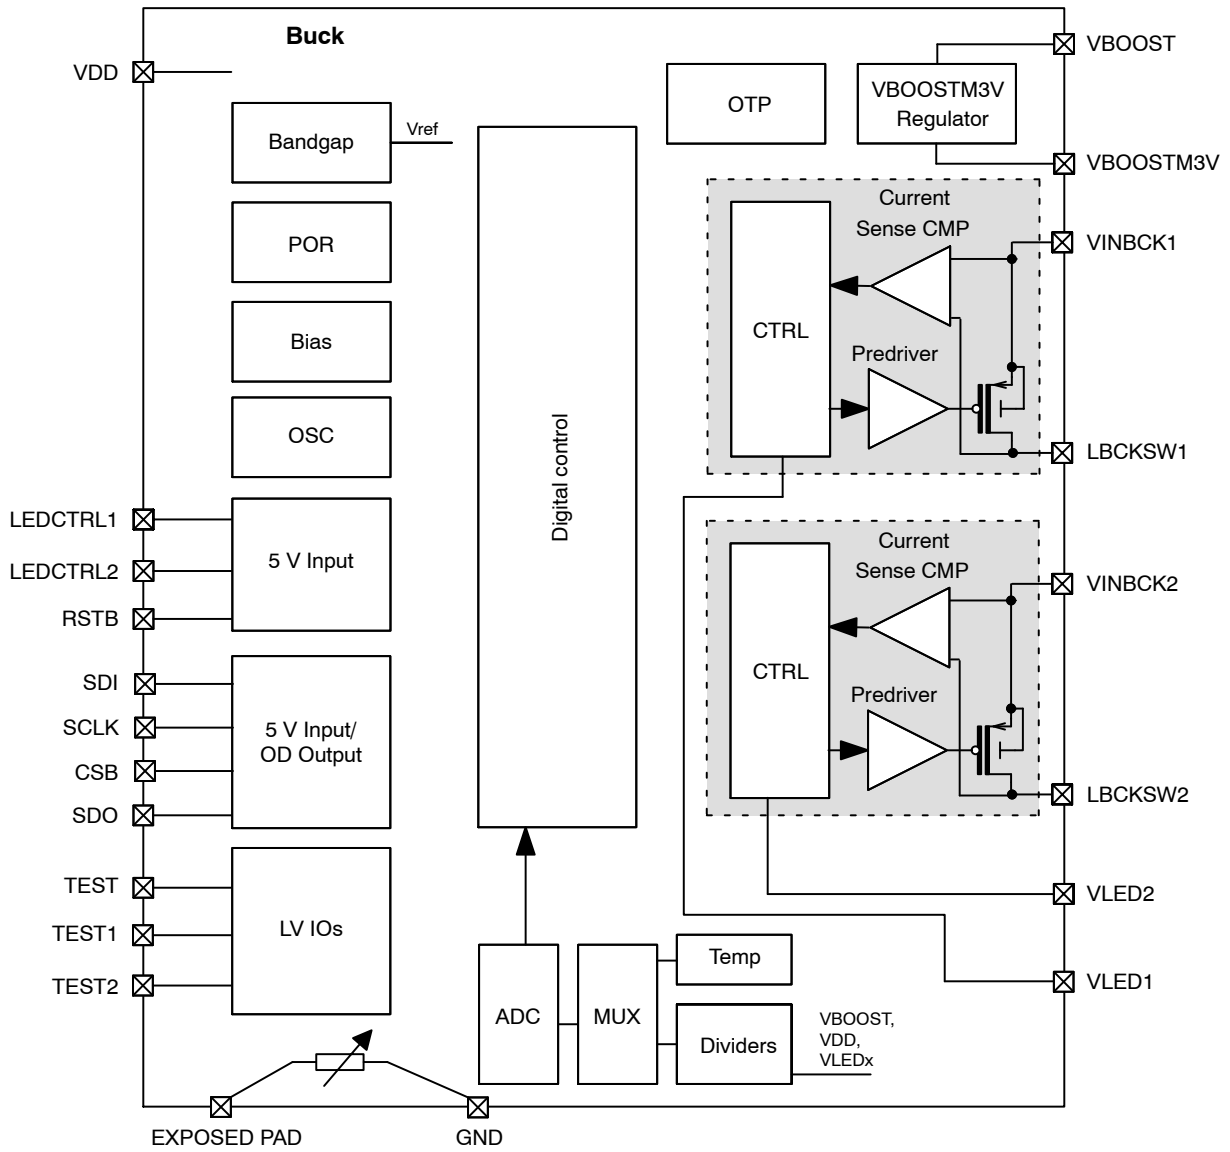 Buck
VDD
VBOOST
VBOOSTM3V
Regulator
OTP
Bandgap
Vref
VBOOSTM3V
POR
Current
Sense CMP
VINBCK1
CTRL
Bias
Predriver
OSC
LBCKSW1
Digital control
LEDCTRL1
5 V Input
LEDCTRL2
RSTB
Current
Sense CMP
VINBCK2
CTRL
Predriver
SDI
SCLK
5 V Input/
OD Output
CSB
SDO
LBCKSW2
TEST
LV IOs
TEST1
TEST2
VLED2
VLED1
ADC
MUX
Temp
Dividers
VBOOST,
VDD,
VLEDx
EXPOSED PAD
GND